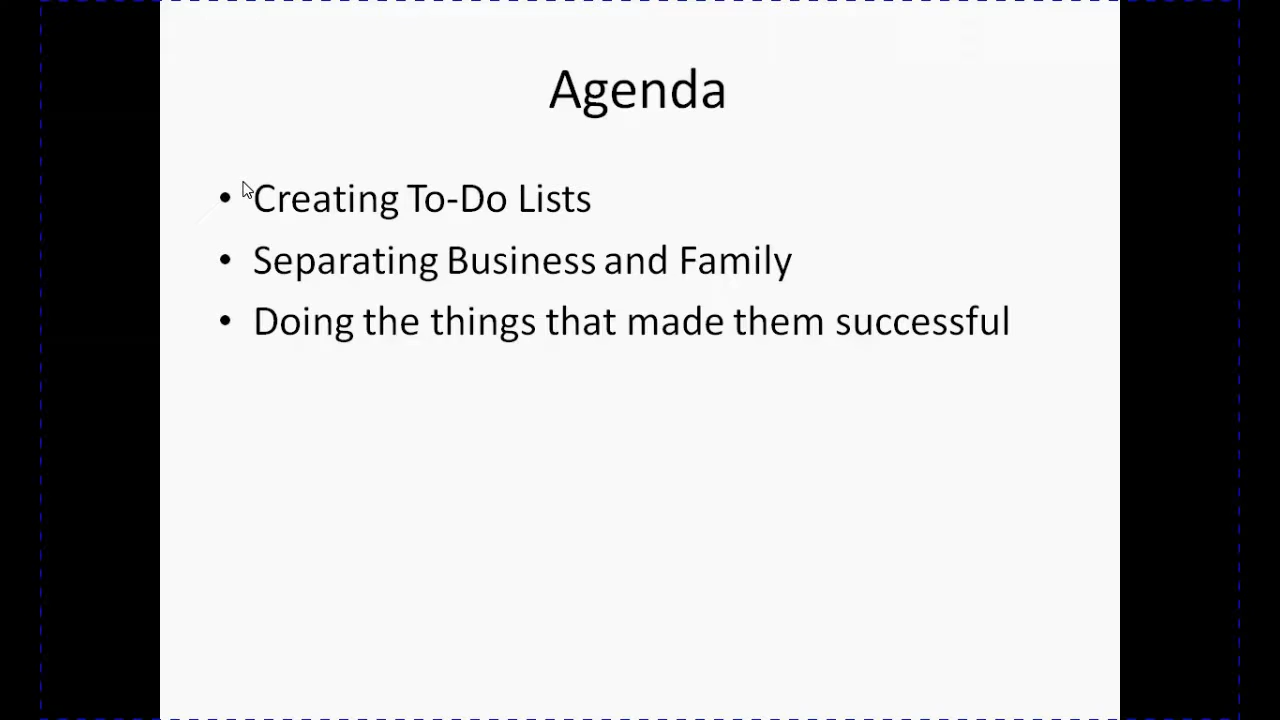 Agenda
• Creating To-Do Lists
• Separating Business and Family
• Doing the things that made them successful